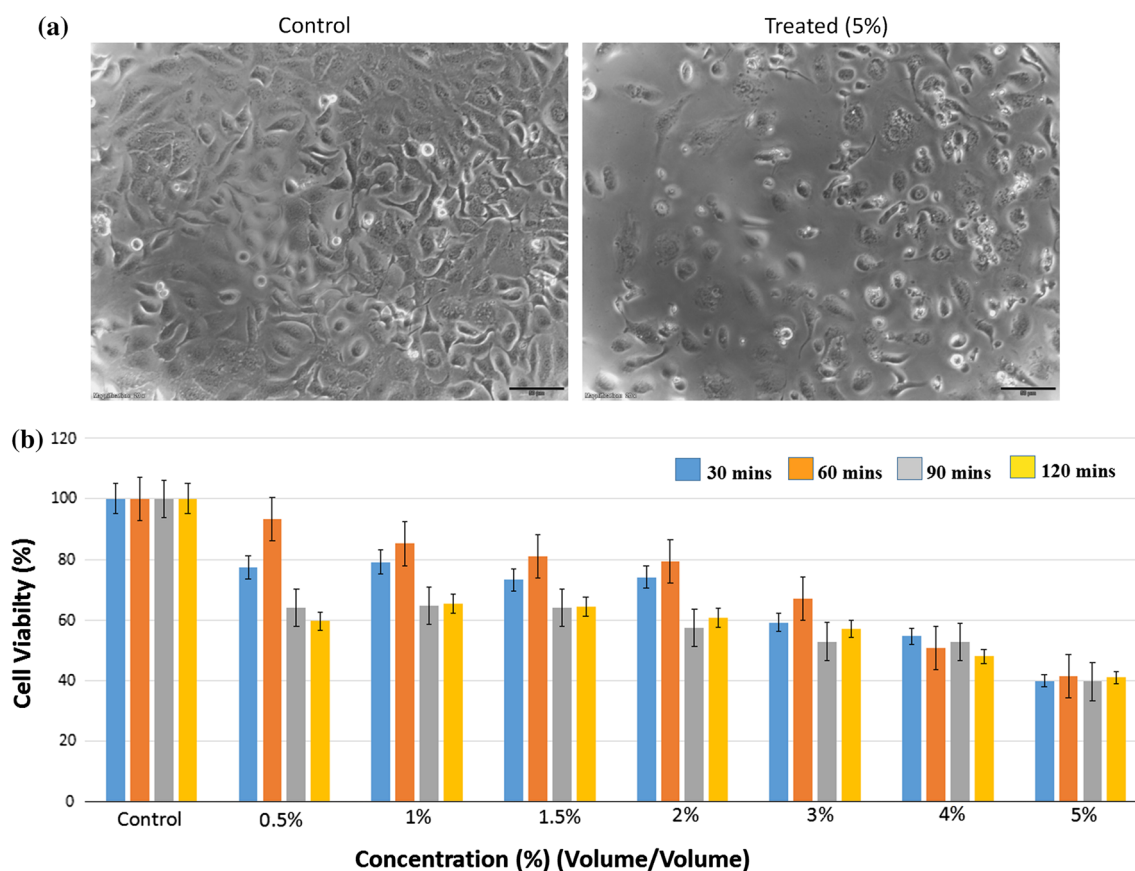 (a)
Control
Treated (5%)
(b)
120
100
80
60
40
20
0
Cell Viabilty (%)
30 mins
60 mins
90 mins
120 mins
Control
0.5%
1%
1.5%
2%
3%
4%
5%
Concentration (%) (Volume/Volume)